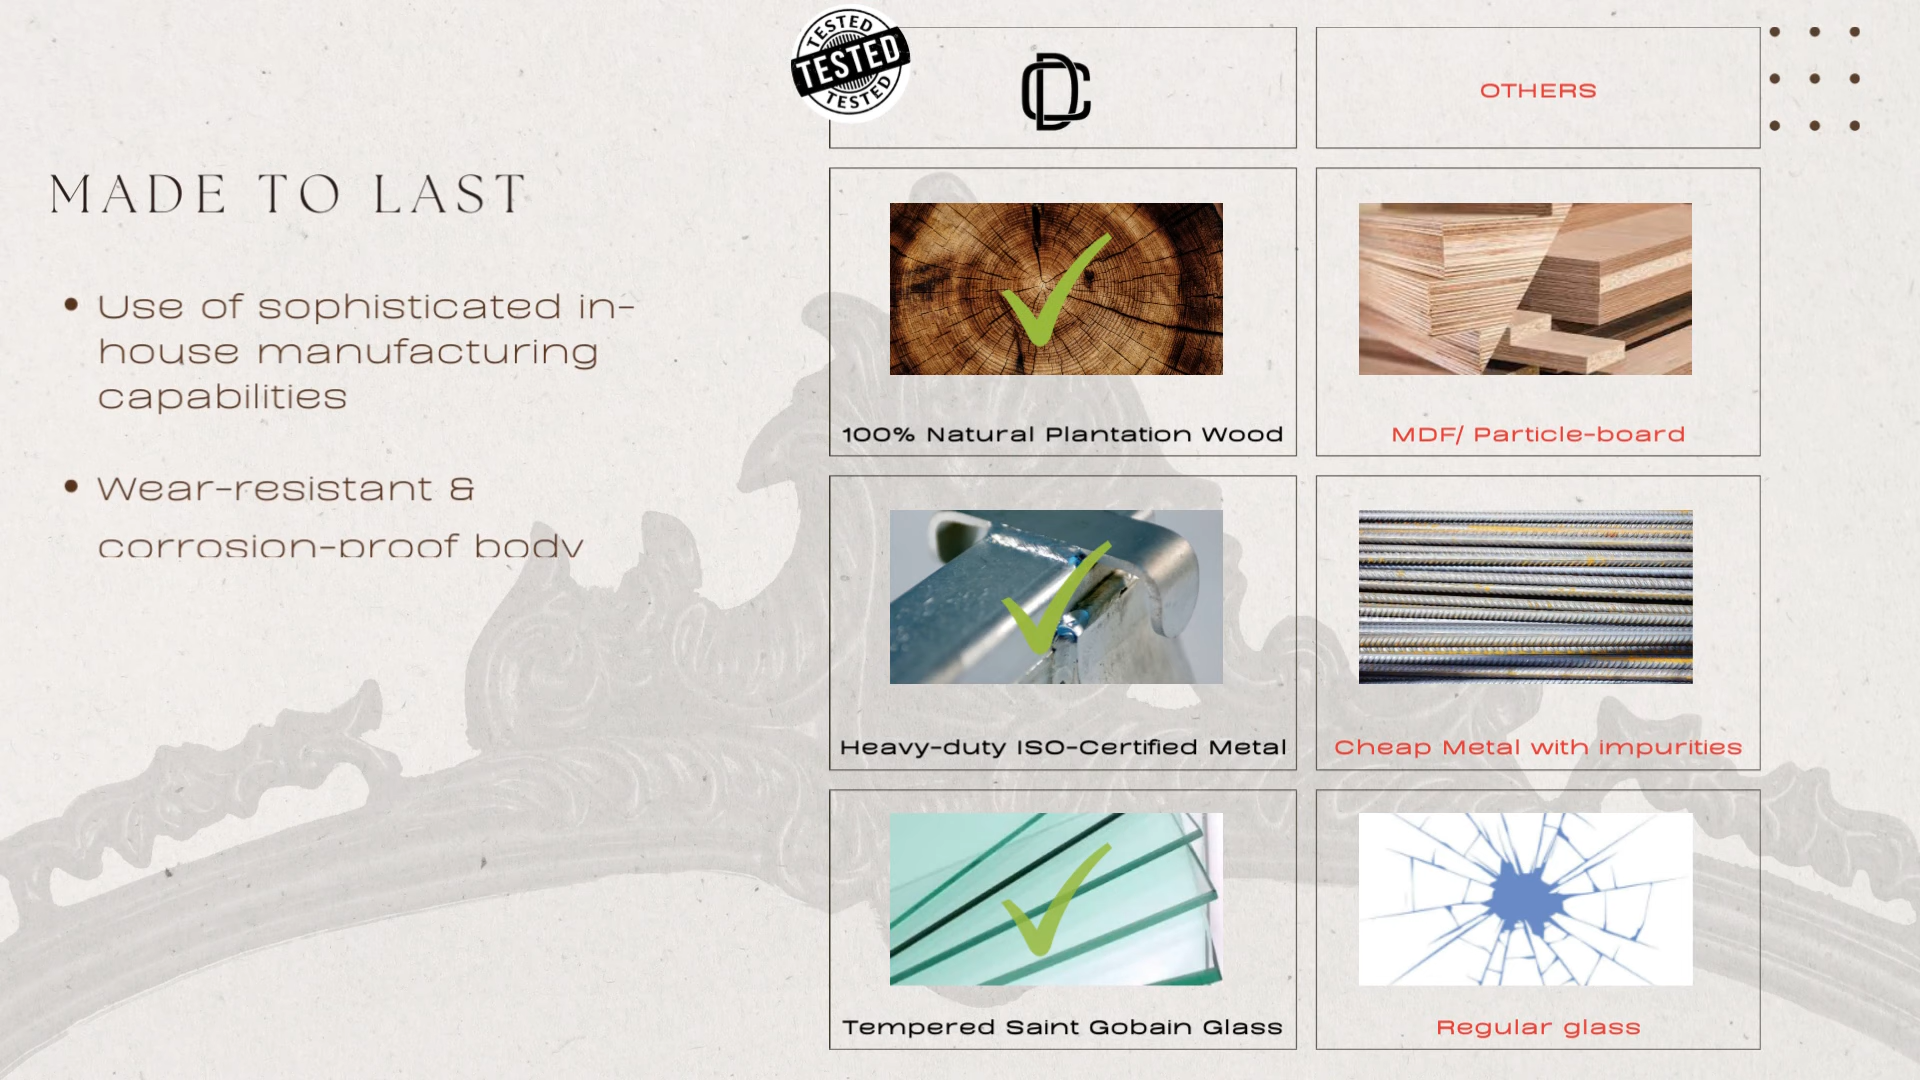 TESTED
TESTED
TESTED
DC
OTHERS
MADE TO LAST
• Use of sophisticated in-
house manufacturing
capabilities
• Wear-resistant &
corrosion-proof body
100% Natural Plantation Wood
MDF/ Particle-board
Heavy-duty ISO-Certified Metal
Cheap Metal with impurities
Tempered Saint Gobain Glass
Regular glass